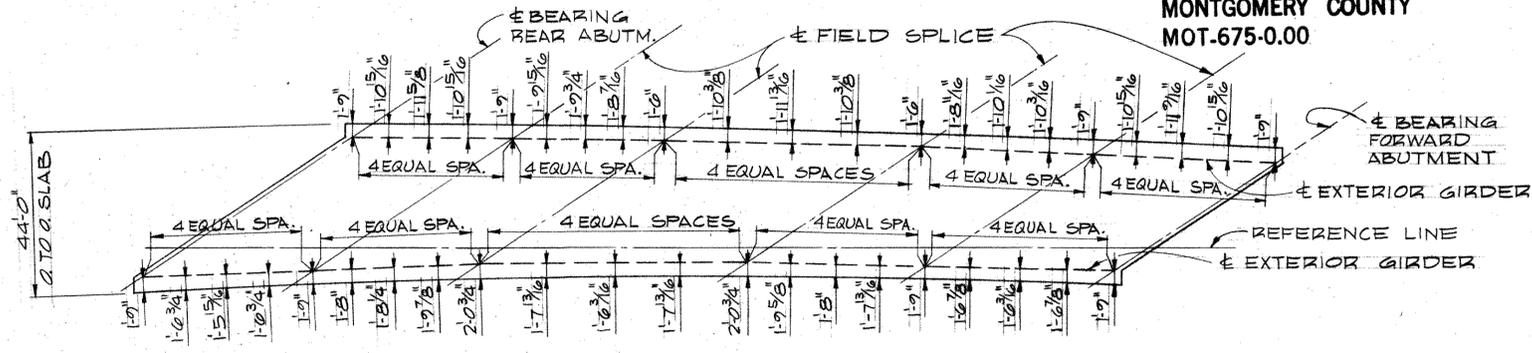 MONTGOMERY COUNTY
MOT-675-0.00
℄ BEARING
REAR ABUTM.
℄ FIELD SPLICE
1'-9"
1'-10 15/16"
1'-11 5/8"
1'-10 15/16"
1'-9"
1'-9 15/16"
1'-9 3/4"
1'-8 7/16"
1'-6"
1'-10 3/8"
1'-11 13/16"
1'-10 3/8"
1'-6"
1'-8 11/16"
1'-10 1/16"
1'-10 3/16"
1'-9"
1'-10 15/16"
1'-11 9/16"
1'-10 15/16"
1'-9"
℄ BEARING
FORWARD
ABUTMENT
4 EQUAL SPA.
4 EQUAL SPA.
4 EQUAL SPACES
4 EQUAL SPA.
4 EQUAL SPA.
℄ EXTERIOR GIRDER
44'-0"
O. TO O. SLAB
4 EQUAL SPA.
4 EQUAL SPA.
4 EQUAL SPACES
4 EQUAL SPA.
4 EQUAL SPA.
REFERENCE LINE
℄ EXTERIOR GIRDER
1'-9"
1'-6 3/4"
1'-5 15/16"
1'-6 3/4"
1'-9"
1'-8"
1'-8 1/4"
1'-9 7/8"
2'-0 3/4"
1'-7 13/16"
1'-6 3/16"
1'-7 13/16"
2'-0 3/4"
1'-9 5/8"
1'-8"
1'-7 13/16"
1'-9"
1'-6 7/8"
1'-6 3/16"
1'-6 7/8"
1'-9"